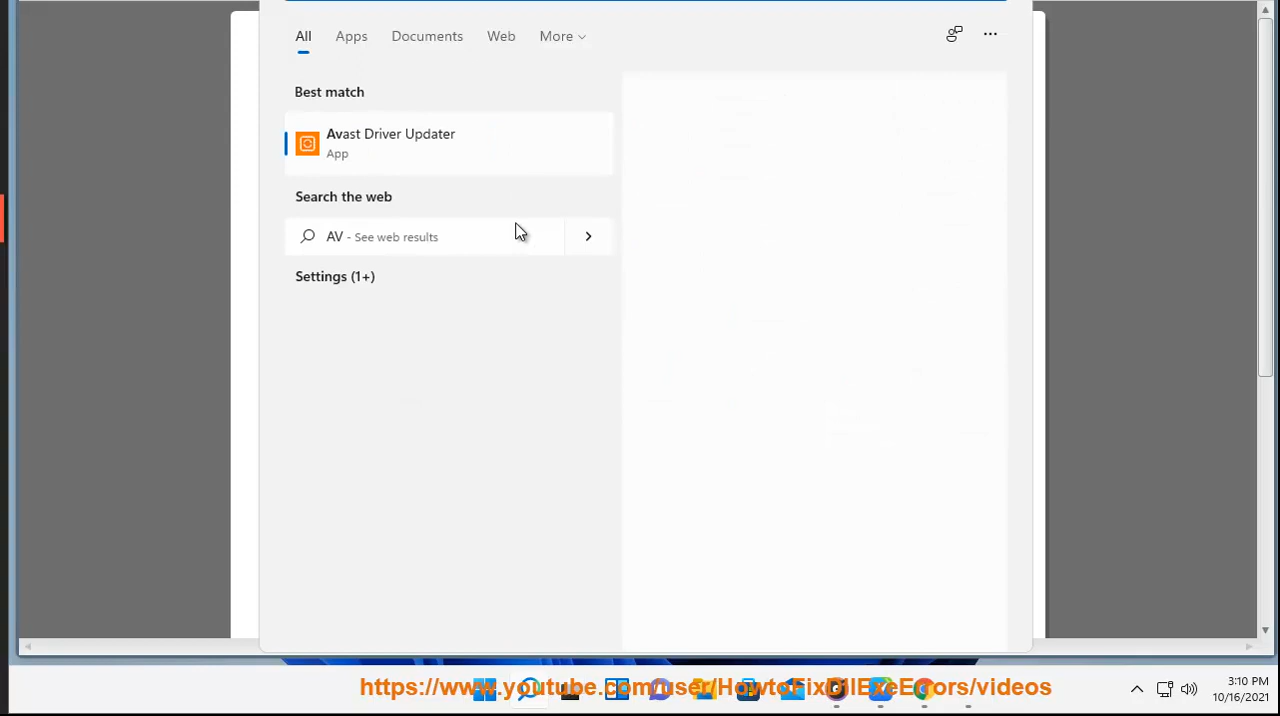 All Apps Documents Web More
Best match
Avast Driver Updater
App
Search the web
AV - See web results
Settings (1+)
https://www.youtube.com/user/HowtoFixDllExeErrors/videos
3:10 PM
10/16/2021